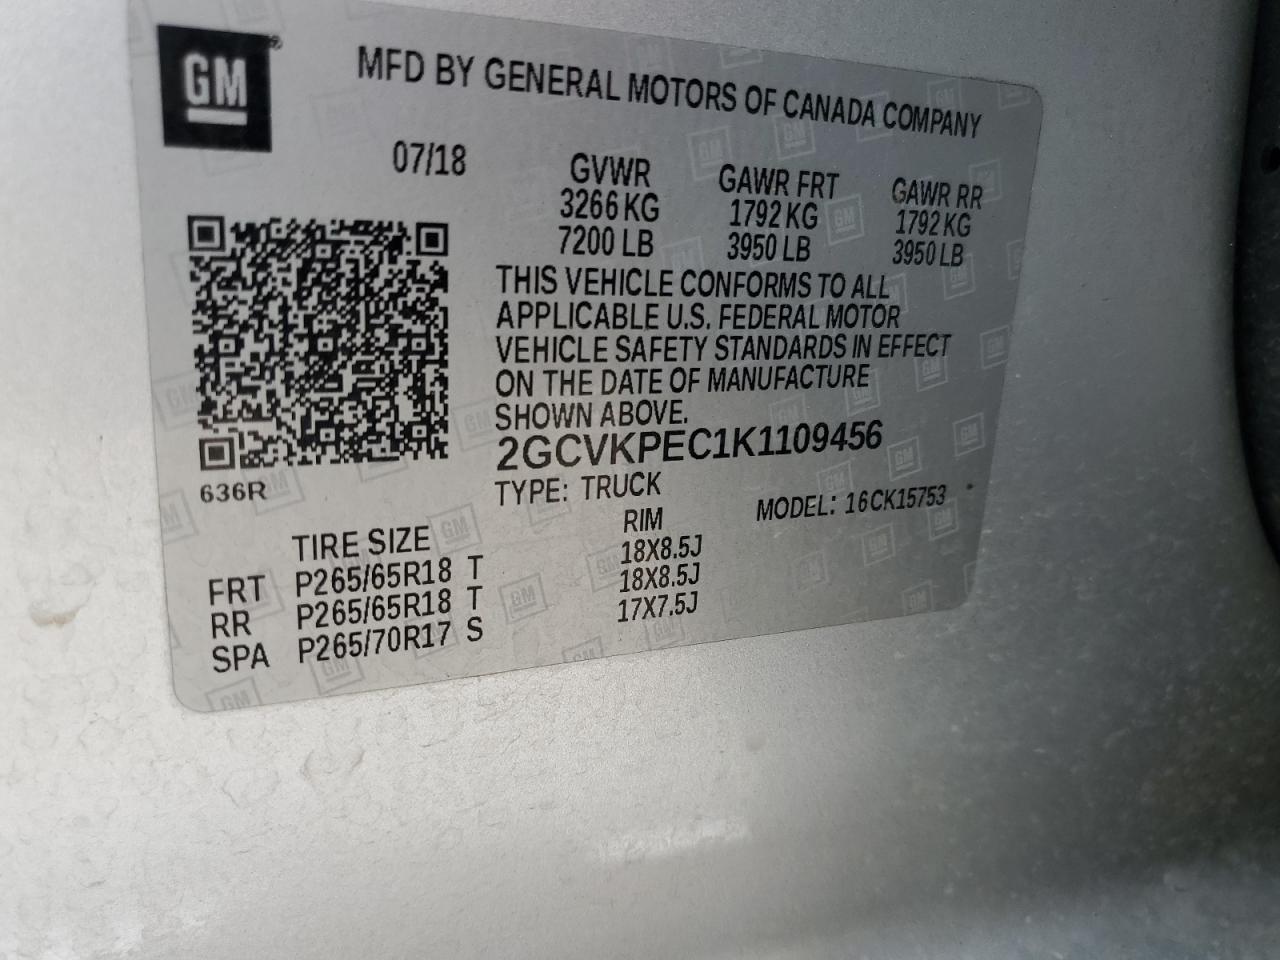 GM
MFD BY GENERAL MOTORS OF CANADA COMPANY
07/18 GVWR GAWR FRT GAWR RR
3266 KG 1792 KG 1792 KG
7200 LB 3950 LB 3950 LB
THIS VEHICLE CONFORMS TO ALL
APPLICABLE U.S. FEDERAL MOTOR
VEHICLE SAFETY STANDARDS IN EFFECT
ON THE DATE OF MANUFACTURE
SHOWN ABOVE.
2GCVKPEC1K1109456
636R TYPE: TRUCK MODEL: 16CK15753
TIRE SIZE RIM
FRT P265/65R18 T 18X8.5J
RR P265/65R18 T 18X8.5J
SPA P265/70R17 S 17X7.5J